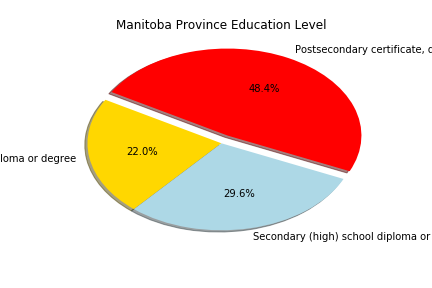 Manitoba Province Education Level
Postsecondary certificate,
48.4%
22.0%
loma or degree
29.6%
Secondary (high) school diploma or